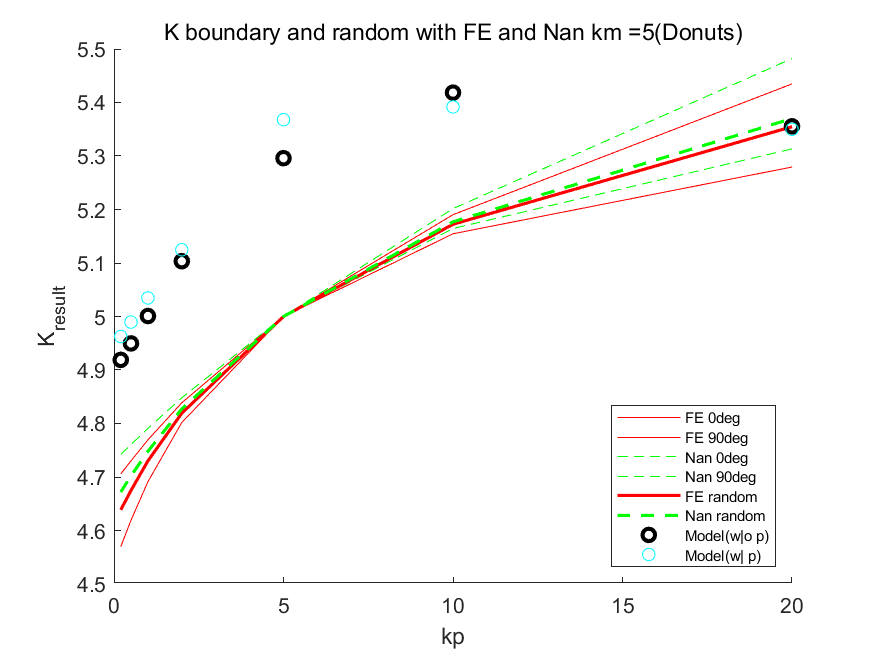 K boundary and random with FE and Nan km =5(Donuts)
5.5
5.4
5.3
5.2
5.1
5
4.9
4.8
4.7
4.6
4.5
K_result
0
5
10
15
20
kp
FE 0deg
FE 90deg
Nan 0deg
Nan 90deg
FE random
Nan random
Model(w|o p)
Model(w| p)